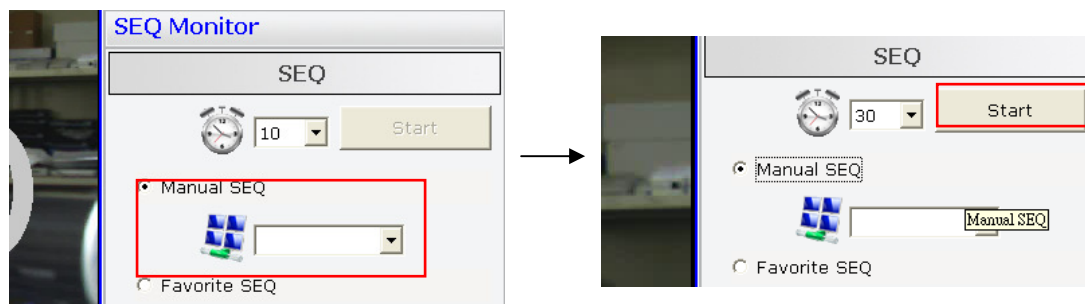 SEQ Monitor
SEQ
10 Start
Manual SEQ
Favorite SEQ
SEQ
30 Start
Manual SEQ
Manual SEQ
Favorite SEQ